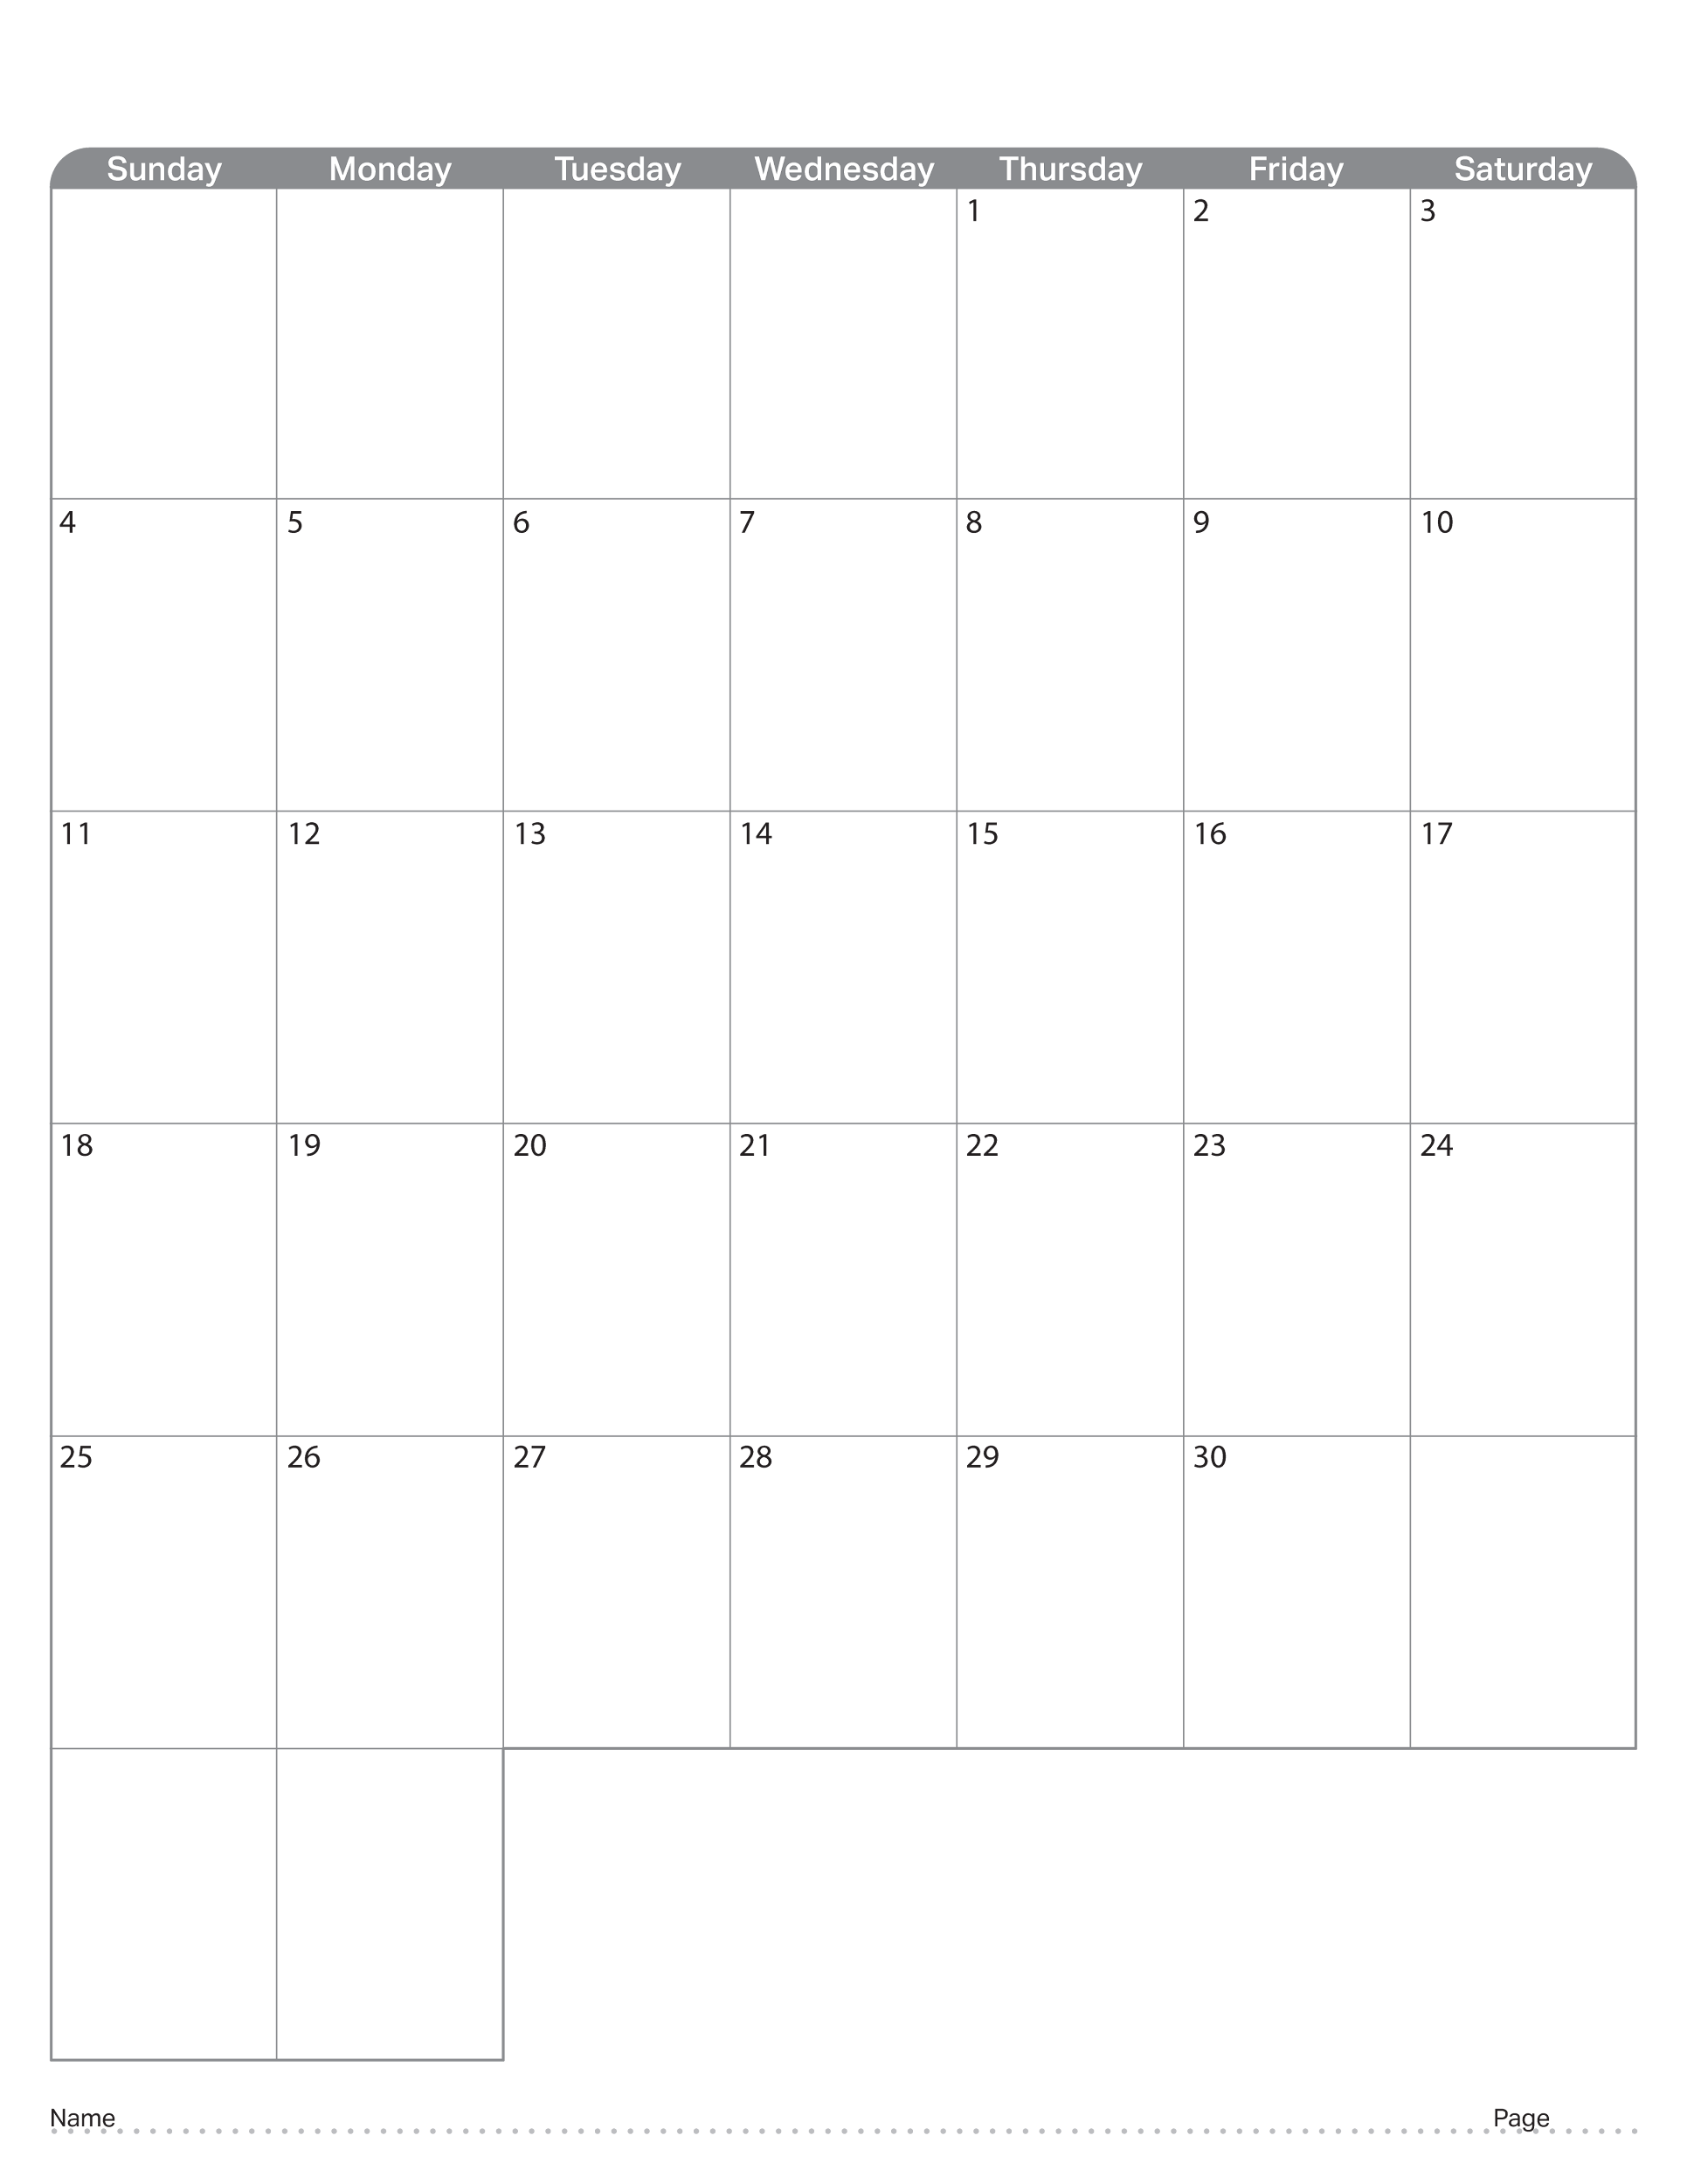 Sunday Monday Tuesday Wednesday Thursday Friday Saturday
1 2 3
4 5 6 7 8 9 10
11 12 13 14 15 16 17
18 19 20 21 22 23 24
25 26 27 28 29 30
Name Page